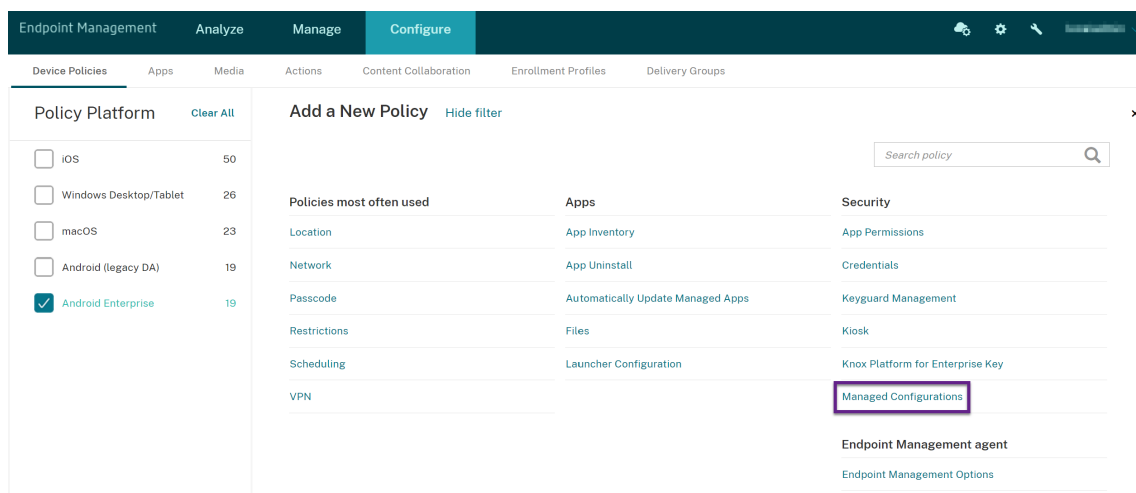 Endpoint Management Analyze Manage Configure
Device Policies Apps Media Actions Content Collaboration Enrollment Profiles Delivery Groups
Policy Platform Clear All
iOS 50
Windows Desktop/Tablet 26
macOS 23
Android (legacy DA) 19
Android Enterprise 19
Add a New Policy Hide filter
Search policy
Policies most often used
Location
Network
Passcode
Restrictions
Scheduling
VPN
Apps
App Inventory
App Uninstall
Automatically Update Managed Apps
Files
Launcher Configuration
Security
App Permissions
Credentials
Keyguard Management
Kiosk
Knox Platform for Enterprise Key
Managed Configurations
Endpoint Management agent
Endpoint Management Options